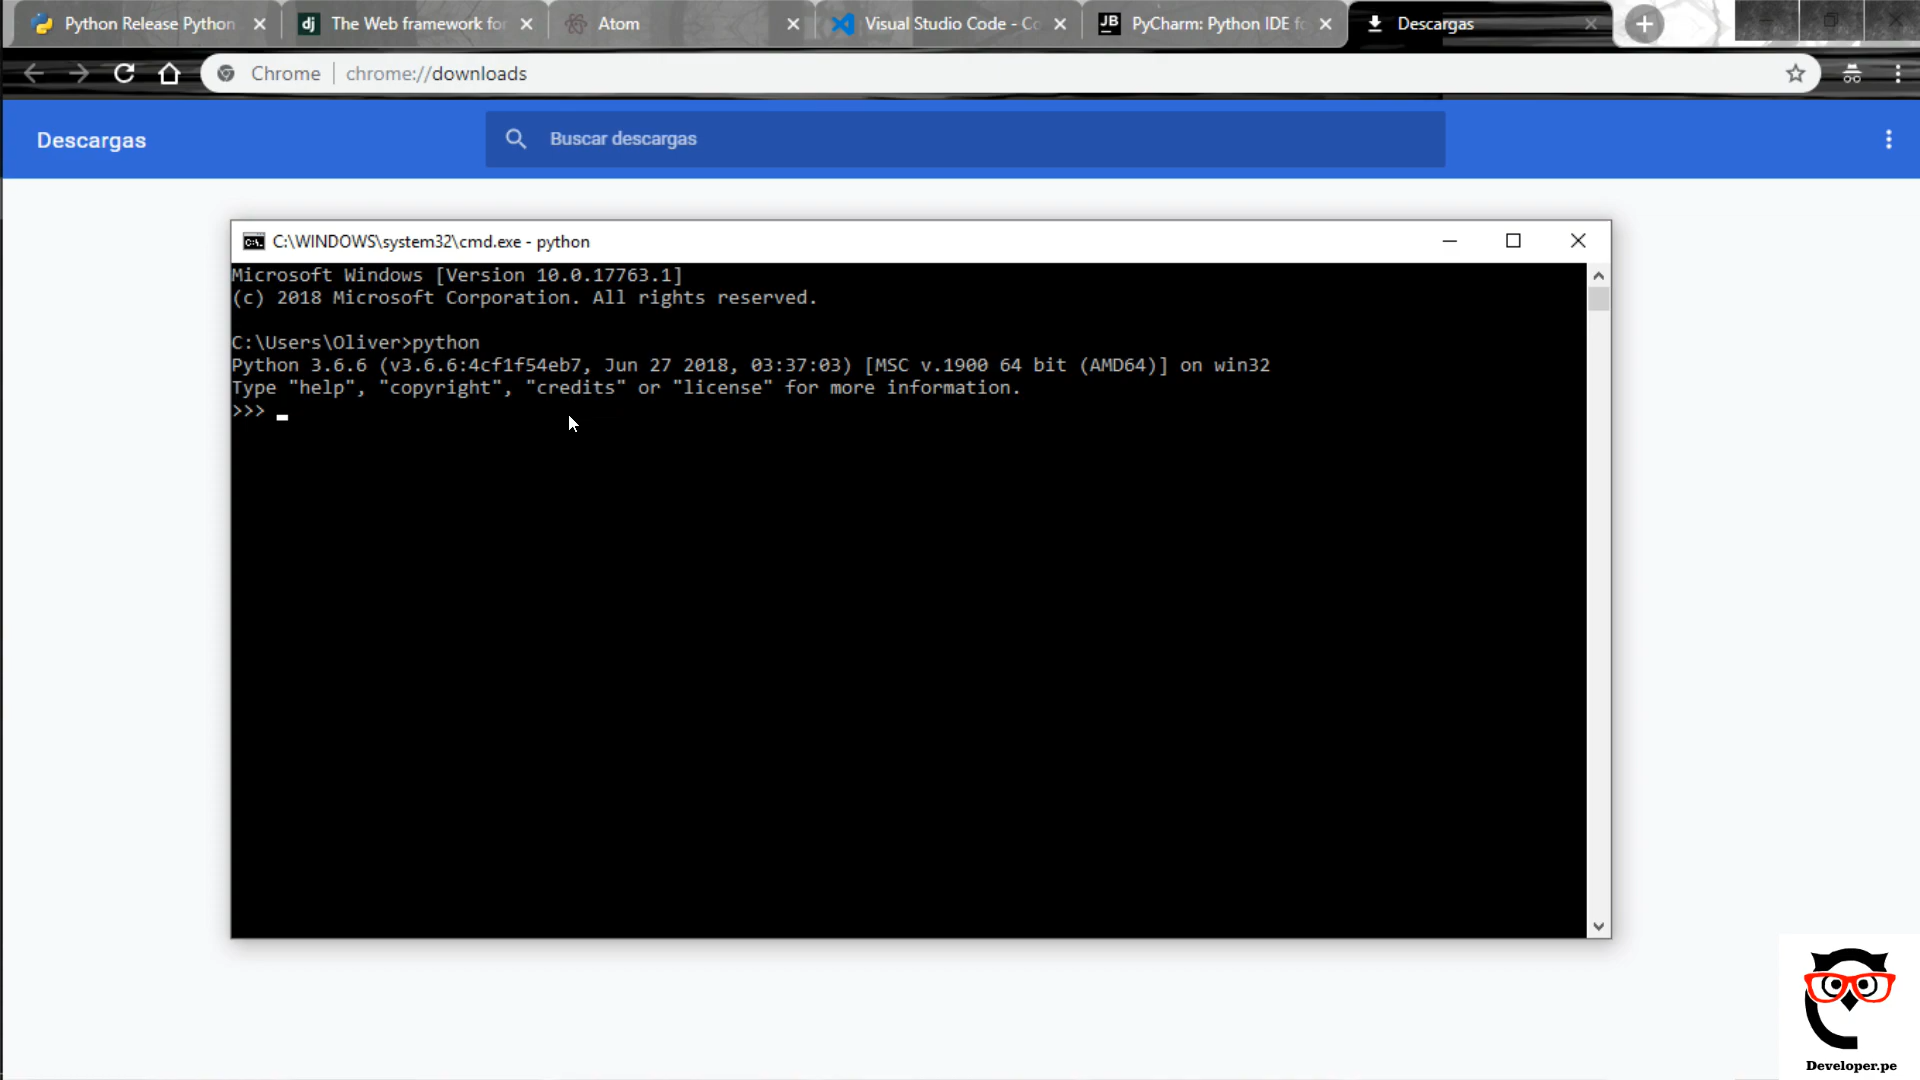 Python Release Python
The Web framework for
Atom
Visual Studio Code - Co
PyCharm: Python IDE fo
Descargas
Chrome | chrome://downloads
Descargas
Buscar descargas
C:\WINDOWS\system32\cmd.exe - python
Microsoft Windows [Version 10.0.17763.1]
(c) 2018 Microsoft Corporation. All rights reserved.
C:\Users\Oliver>python
Python 3.6.6 (v3.6.6:4cf1f54eb7, Jun 27 2018, 03:37:03) [MSC v.1900 64 bit (AMD64)] on win32
Type "help", "copyright", "credits" or "license" for more information.
>>>
Developer.pe